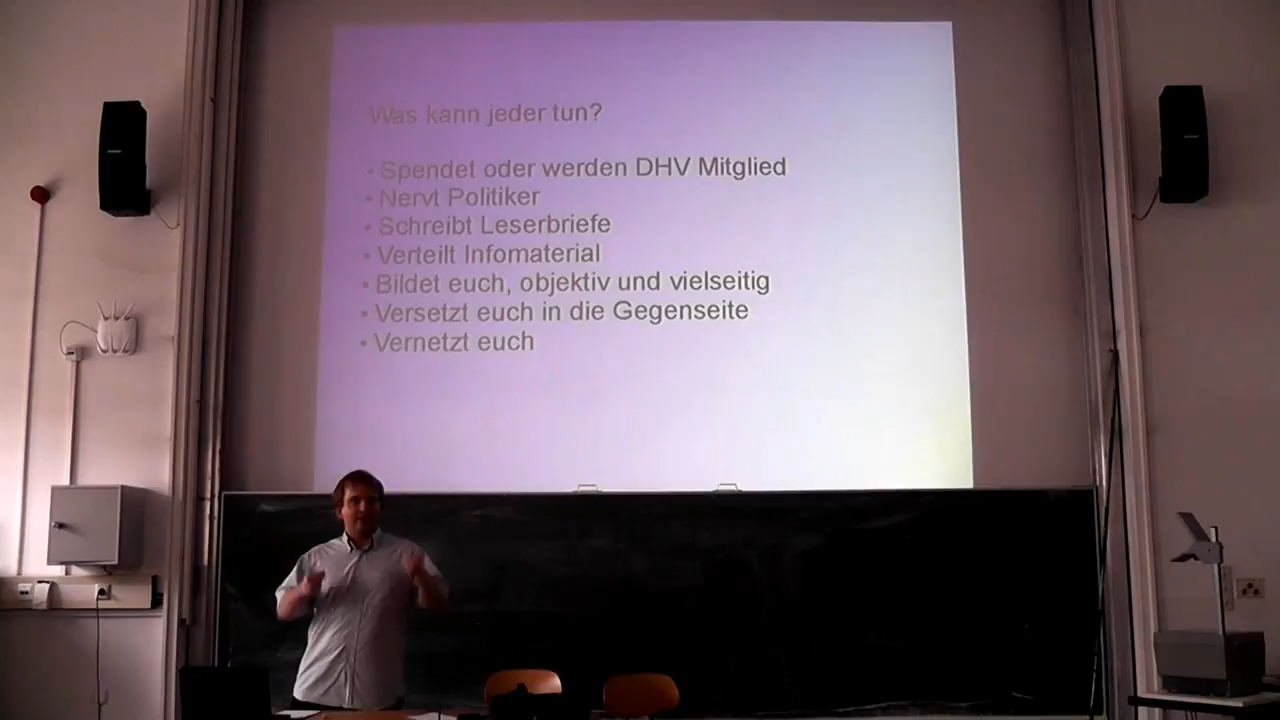 Was kann jeder tun?
• Spendet oder werden DHV Mitglied
• Nervt Politiker
• Schreibt Leserbriefe
• Verteilt Infomaterial
• Bildet euch, objektiv und vielseitig
• Versetzt euch in die Gegenseite
• Vernetzt euch